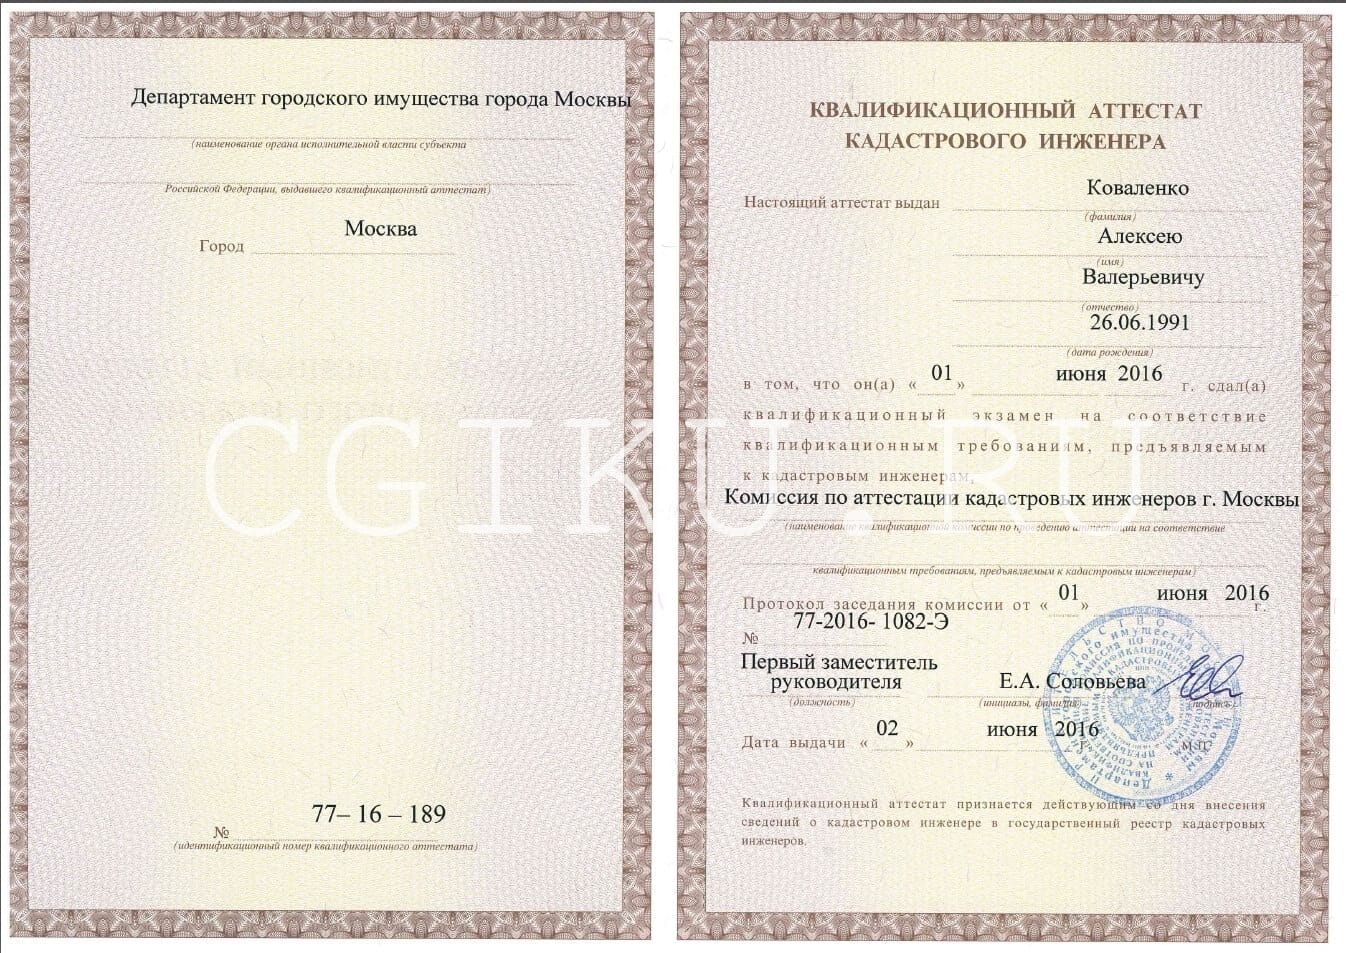 Департамент городского имущества города Москвы
(наименование органа исполнительной власти субъекта
Российской Федерации, выдавшего квалификационный аттестат)
Москва
Город
77– 16 – 189
№
(идентификационный номер квалификационного аттестата)
КВАЛИФИКАЦИОННЫЙ АТТЕСТАТ
КАДАСТРОВОГО ИНЖЕНЕРА
Коваленко
Настоящий аттестат выдан
(фамилия)
Алексею
(имя)
Валерьевичу
(отчество)
26.06.1991
(дата рождения)
в том, что он(а) « 01 » июня 2016 г. сдал(а)
квалификационный экзамен на соответствие
квалификационным требованиям, предъявляемым
к кадастровым инженерам,
Комиссия по аттестации кадастровых инженеров г. Москвы
(наименование квалификационной комиссии по проведению аттестации на соответствие
квалификационным требованиям, предъявляемым к кадастровым инженерам)
Протокол заседания комиссии от « 01 » июня 2016 г.
77-2016- 1082-Э
№
Первый заместитель
руководителя Е.А. Соловьева
(должность) (инициалы, фамилия) (подпись)
Дата выдачи « 02 » июня 2016 г. М.П.
Квалификационный аттестат признается действующим со дня внесения
сведений о кадастровом инженере в государственный реестр кадастровых
инженеров.
CGIKU.RU